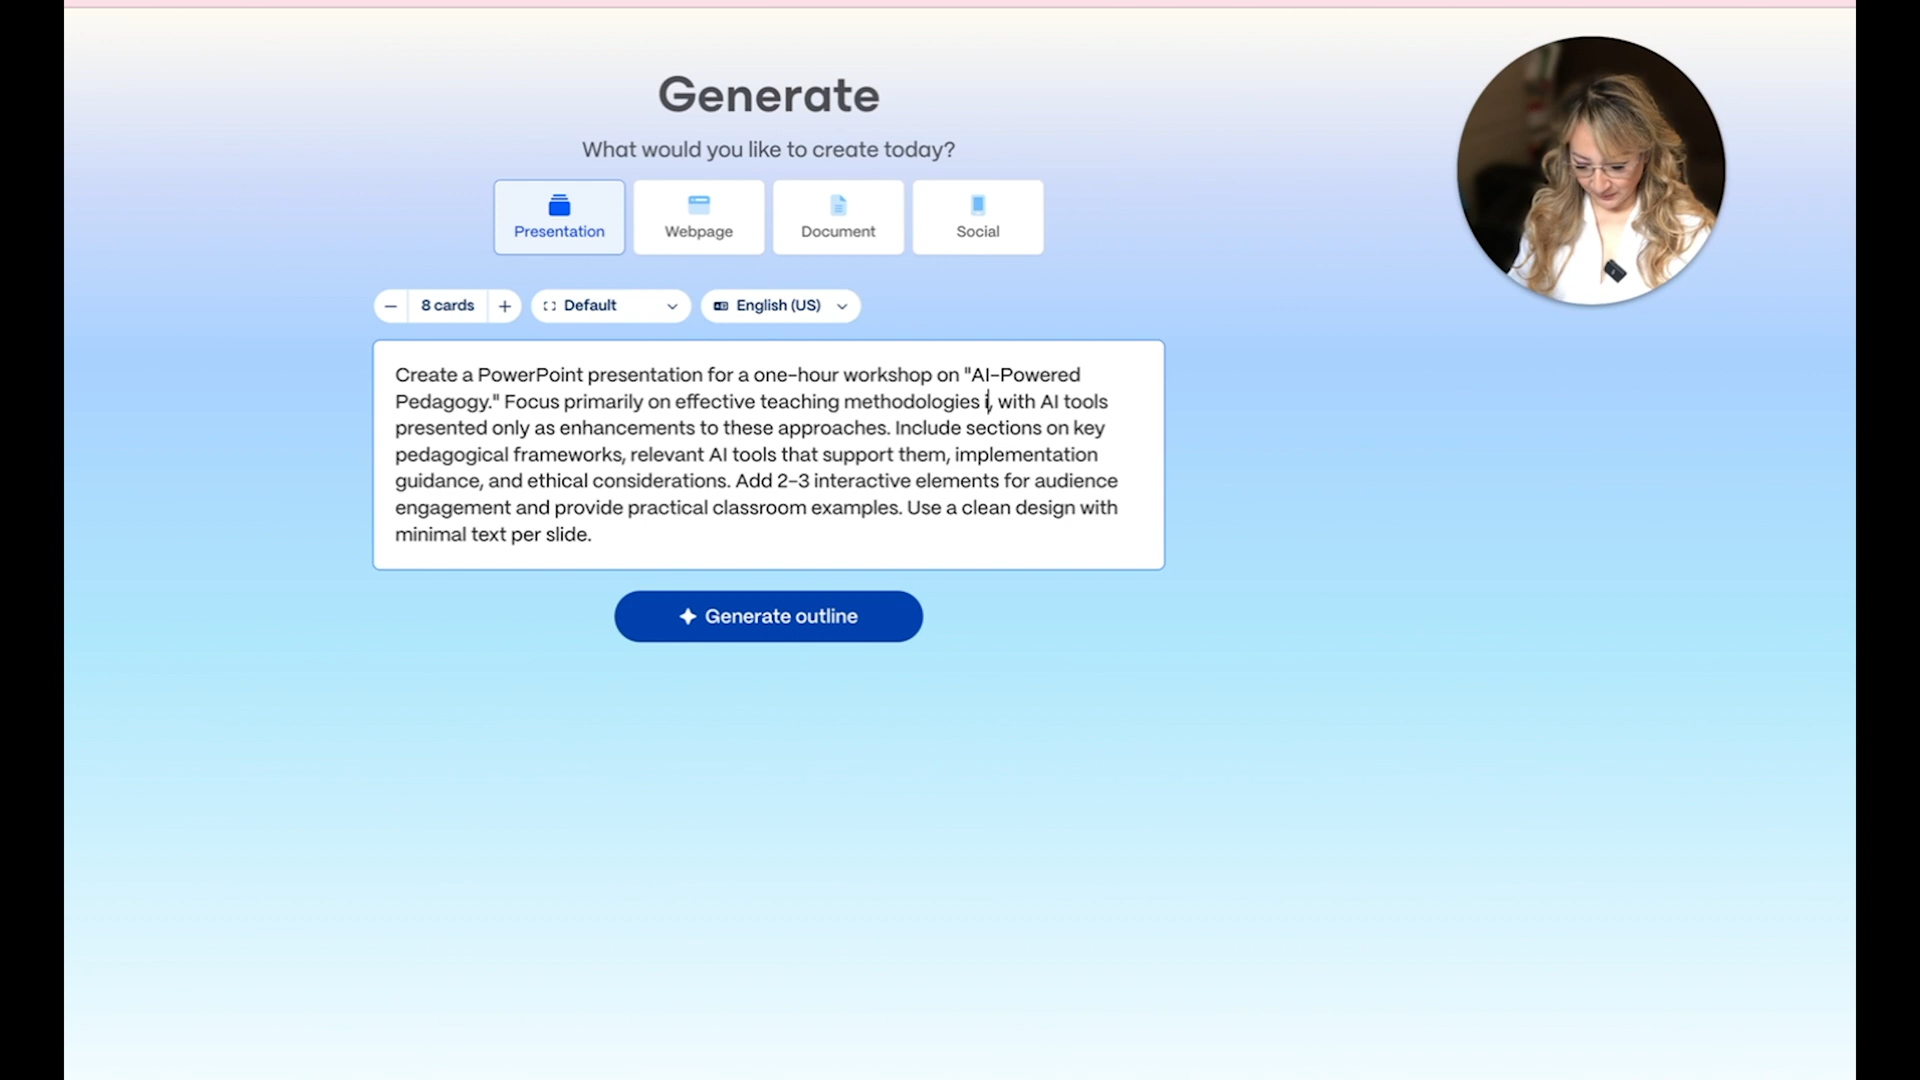 Generate
What would you like to create today?
Presentation
Webpage
Document
Social
8 cards
Default
English (US)
Create a PowerPoint presentation for a one-hour workshop on "AI-Powered
Pedagogy." Focus primarily on effective teaching methodologies i, with AI tools
presented only as enhancements to these approaches. Include sections on key
pedagogical frameworks, relevant AI tools that support them, implementation
guidance, and ethical considerations. Add 2-3 interactive elements for audience
engagement and provide practical classroom examples. Use a clean design with
minimal text per slide.
Generate outline